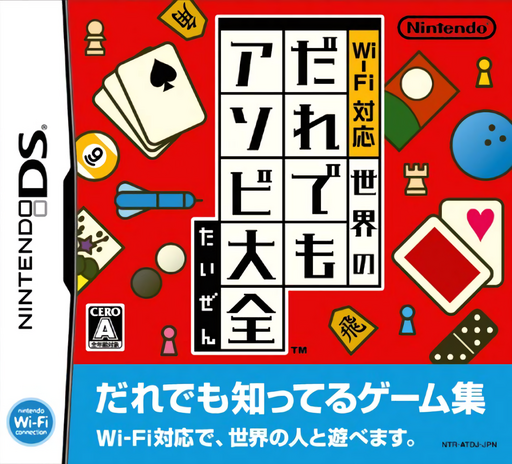 Nintendo
Wi-Fi対応
世界の
だれでも
アソビ大全
たいぜん
TM
NINTENDO DS
角
9
飛
CERO
A
全年齢対象
だれでも知ってるゲーム集
Wi-Fi対応で、世界の人と遊べます。
nintendo
Wi-Fi
connection
NTR-ATDJ-JPN